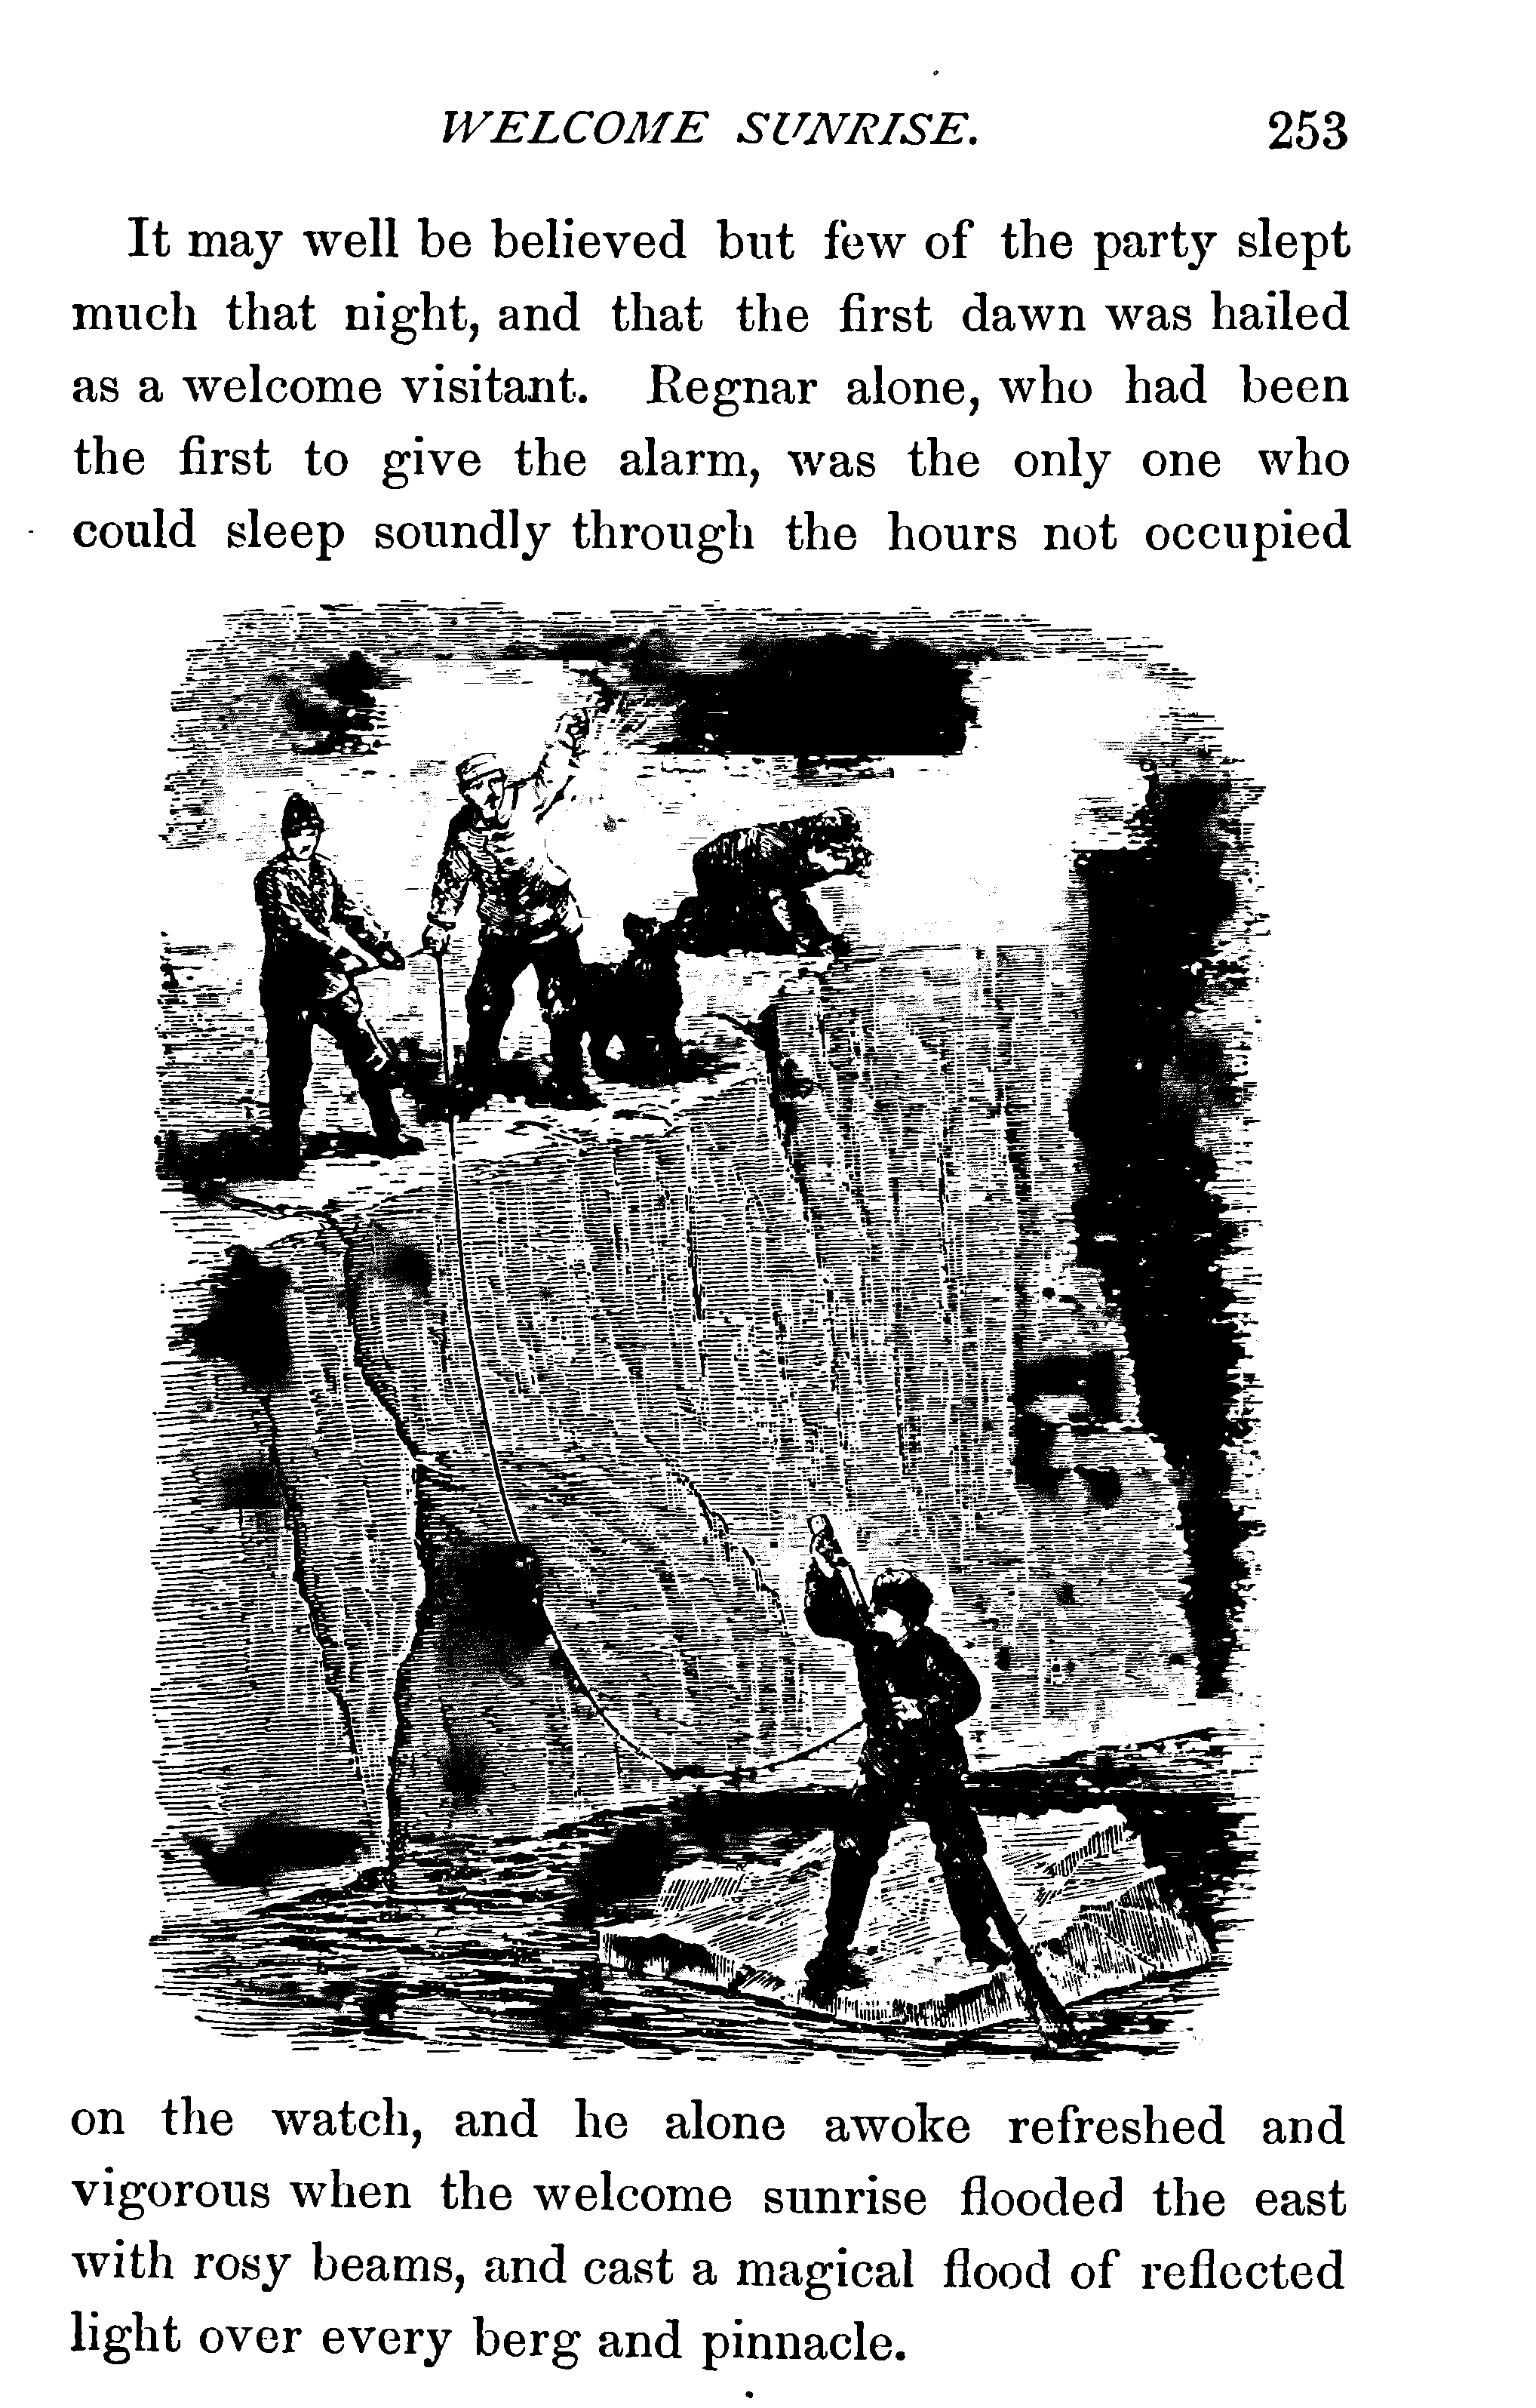 WELCOME SUNRISE. 253
It may well be believed but few of the party slept
much that night, and that the first dawn was hailed
as a welcome visitant. Regnar alone, who had been
the first to give the alarm, was the only one who
could sleep soundly through the hours not occupied
on the watch, and he alone awoke refreshed and
vigorous when the welcome sunrise flooded the east
with rosy beams, and cast a magical flood of reflected
light over every berg and pinnacle.